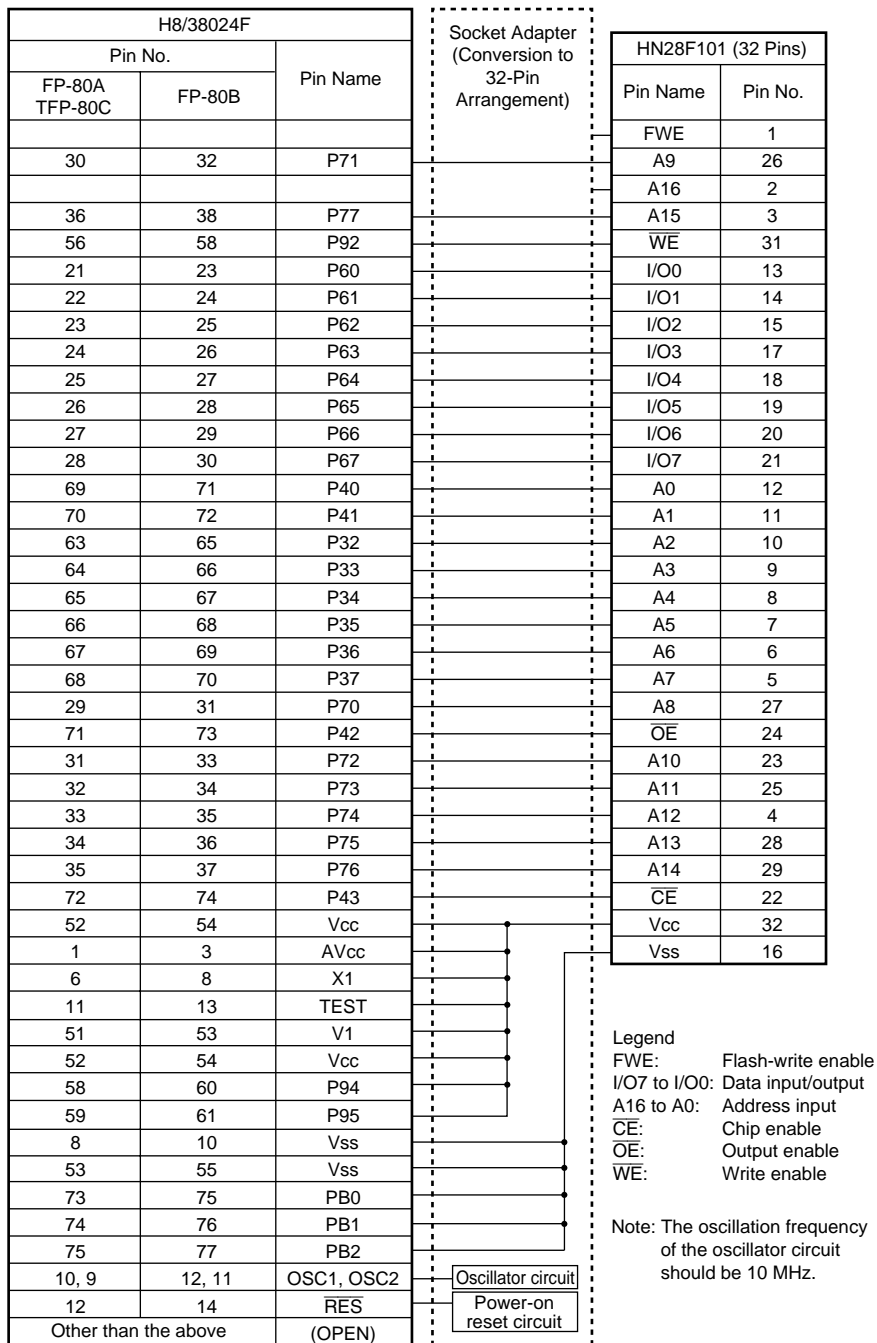 H8/38024F
Pin No.
Pin Name
FP-80A
TFP-80C
FP-80B
Socket Adapter
(Conversion to
32-Pin
Arrangement)
HN28F101 (32 Pins)
Pin Name Pin No.
FWE 1
30 32 P71 A9 26
A16 2
36 38 P77 A15 3
56 58 P92 W̅E̅ 31
21 23 P60 I/O0 13
22 24 P61 I/O1 14
23 25 P62 I/O2 15
24 26 P63 I/O3 17
25 27 P64 I/O4 18
26 28 P65 I/O5 19
27 29 P66 I/O6 20
28 30 P67 I/O7 21
69 71 P40 A0 12
70 72 P41 A1 11
63 65 P32 A2 10
64 66 P33 A3 9
65 67 P34 A4 8
66 68 P35 A5 7
67 69 P36 A6 6
68 70 P37 A7 5
29 31 P70 A8 27
71 73 P42 O̅E̅ 24
31 33 P72 A10 23
32 34 P73 A11 25
33 35 P74 A12 4
34 36 P75 A13 28
35 37 P76 A14 29
72 74 P43 C̅E̅ 22
52 54 Vcc Vcc 32
1 3 AVcc Vss 16
6 8 X1
11 13 TEST
51 53 V1
52 54 Vcc
58 60 P94
59 61 P95
8 10 Vss
53 55 Vss
73 75 PB0
74 76 PB1
75 77 PB2
10, 9 12, 11 OSC1, OSC2 Oscillator circuit
12 14 R̅E̅S̅ Power-on
reset circuit
Other than the above (OPEN)
Legend
FWE: Flash-write enable
I/O7 to I/O0: Data input/output
A16 to A0: Address input
C̅E̅: Chip enable
O̅E̅: Output enable
W̅E̅: Write enable
Note: The oscillation frequency
of the oscillator circuit
should be 10 MHz.